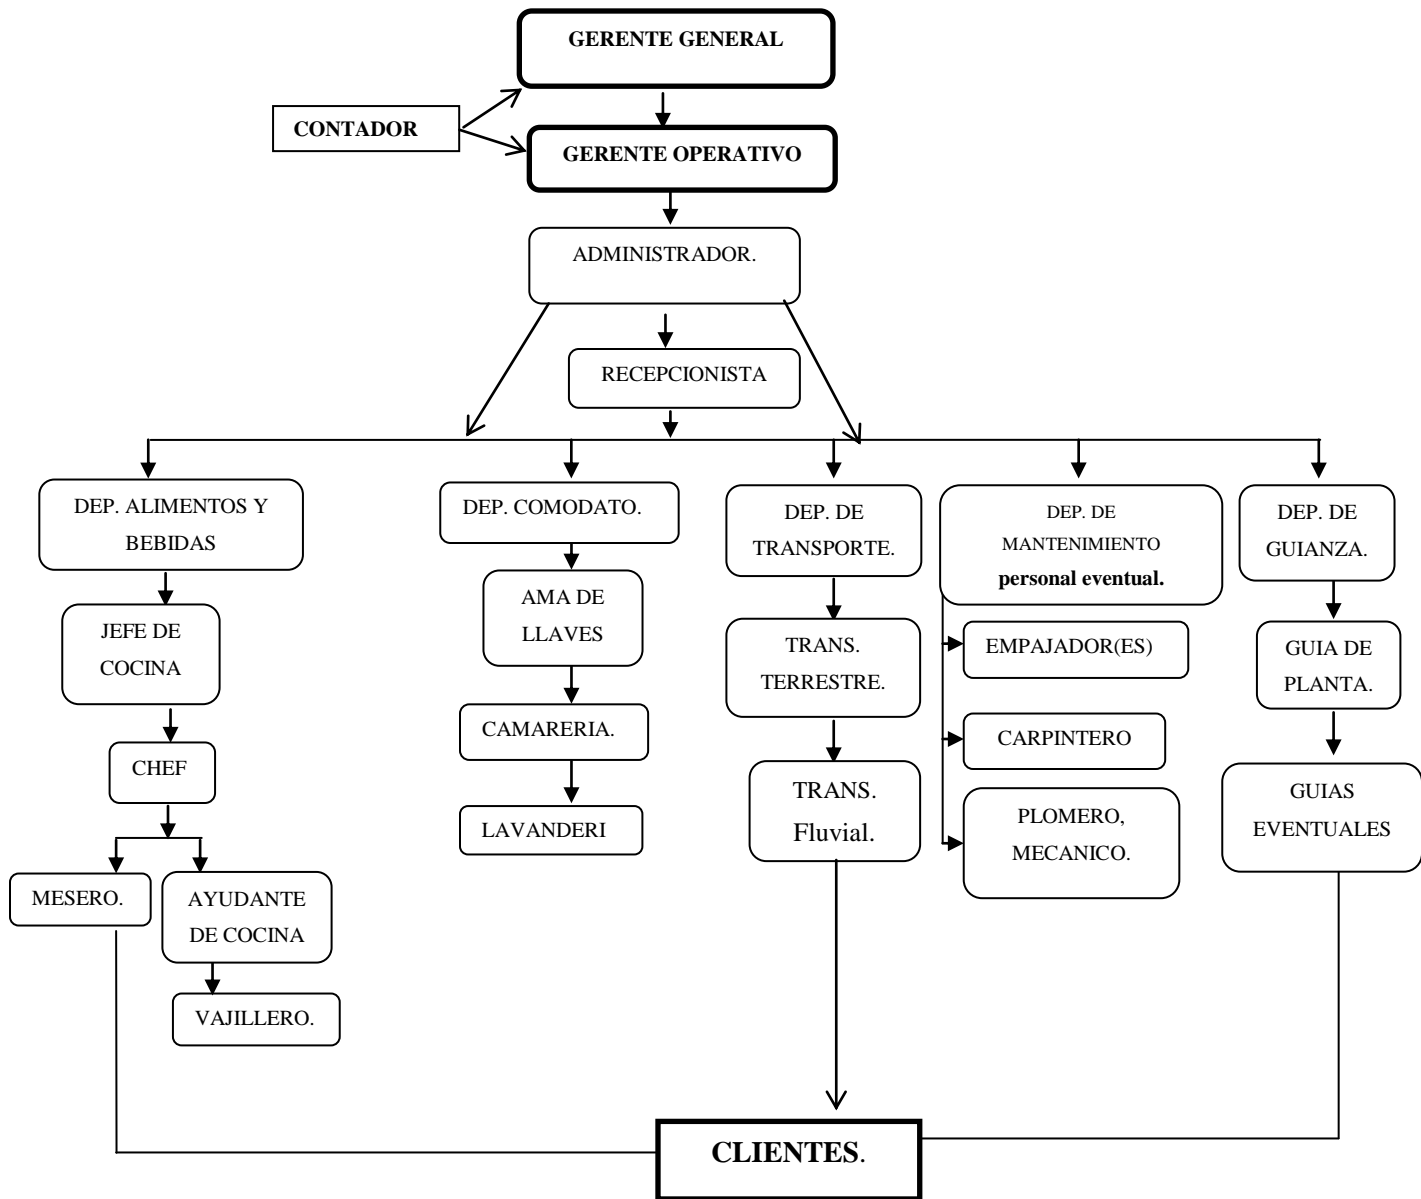 GERENTE GENERAL
CONTADOR
GERENTE OPERATIVO
ADMINISTRADOR.
RECEPCIONISTA
DEP. ALIMENTOS Y
BEBIDAS
DEP. COMODATO.
DEP. DE
TRANSPORTE.
DEP. DE
MANTENIMIENTO
personal eventual.
DEP. DE
GUIANZA.
JEFE DE
COCINA
AMA DE
LLAVES
TRANS.
TERRESTRE.
EMPAJADOR(ES)
GUIA DE
PLANTA.
CHEF
CAMARERIA.
TRANS.
Fluvial.
CARPINTERO
GUIAS
EVENTUALES
LAVANDERI
PLOMERO,
MECANICO.
MESERO.
AYUDANTE
DE COCINA
VAJILLERO.
CLIENTES.